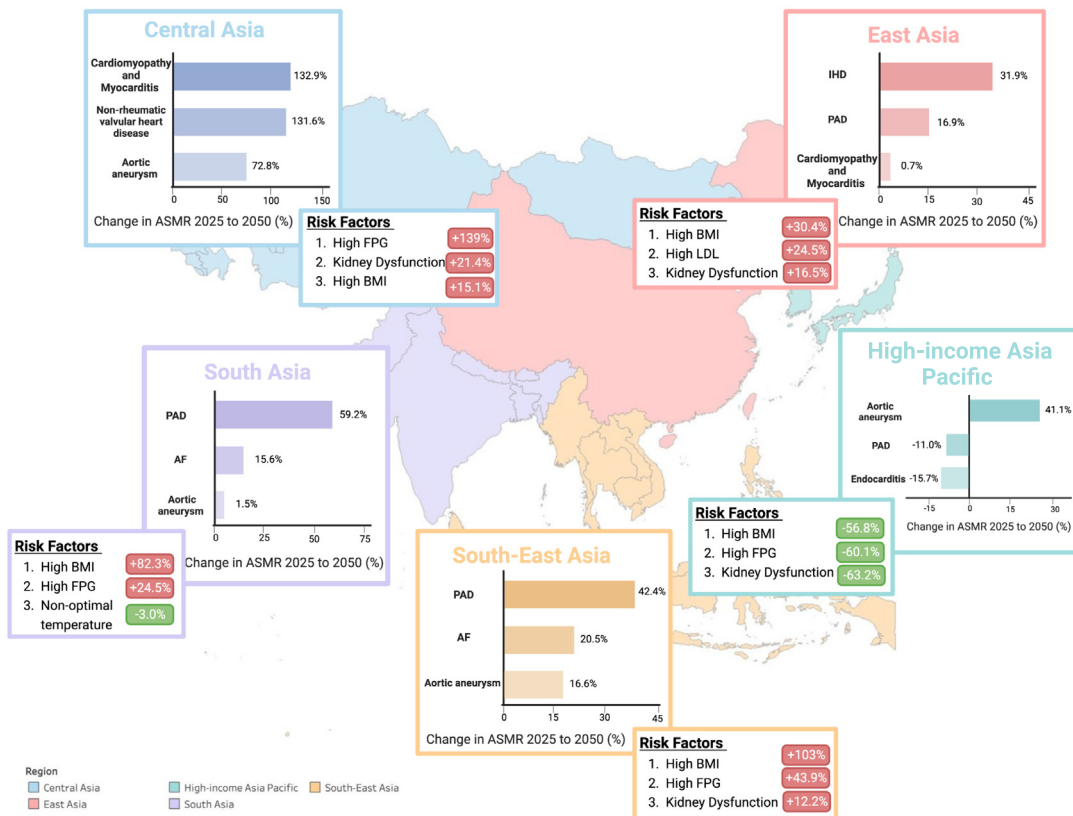 Central Asia
Cardiomyopathy
and
Myocarditis
132.9%
Non-rheumatic
valvular heart
disease
131.6%
Aortic
aneurysm
72.8%
0 50 100 150
Change in ASMR 2025 to 2050 (%)
Risk Factors
1. High FPG +139%
2. Kidney Dysfunction +21.4%
3. High BMI +15.1%
East Asia
IHD 31.9%
PAD 16.9%
Cardiomyopathy
and
Myocarditis
0.7%
0 15 30 45
Change in ASMR 2025 to 2050 (%)
Risk Factors
1. High BMI +30.4%
2. High LDL +24.5%
3. Kidney Dysfunction +16.5%
South Asia
PAD 59.2%
AF 15.6%
Aortic
aneurysm
1.5%
0 25 50 75
Change in ASMR 2025 to 2050 (%)
Risk Factors
1. High BMI +82.3%
2. High FPG +24.5%
3. Non-optimal
temperature
-3.0%
High-income Asia
Pacific
Aortic
aneurysm
41.1%
PAD -11.0%
Endocarditis -15.7%
-15 0 15 30
Change in ASMR 2025 to 2050 (%)
Risk Factors
1. High BMI -56.8%
2. High FPG -60.1%
3. Kidney Dysfunction -63.2%
South-East Asia
PAD 42.4%
AF 20.5%
Aortic aneurysm 16.6%
0 15 30 45
Change in ASMR 2025 to 2050 (%)
Risk Factors
1. High BMI +103%
2. High FPG +43.9%
3. Kidney Dysfunction +12.2%
Region
Central Asia High-income Asia Pacific South-East Asia
East Asia South Asia